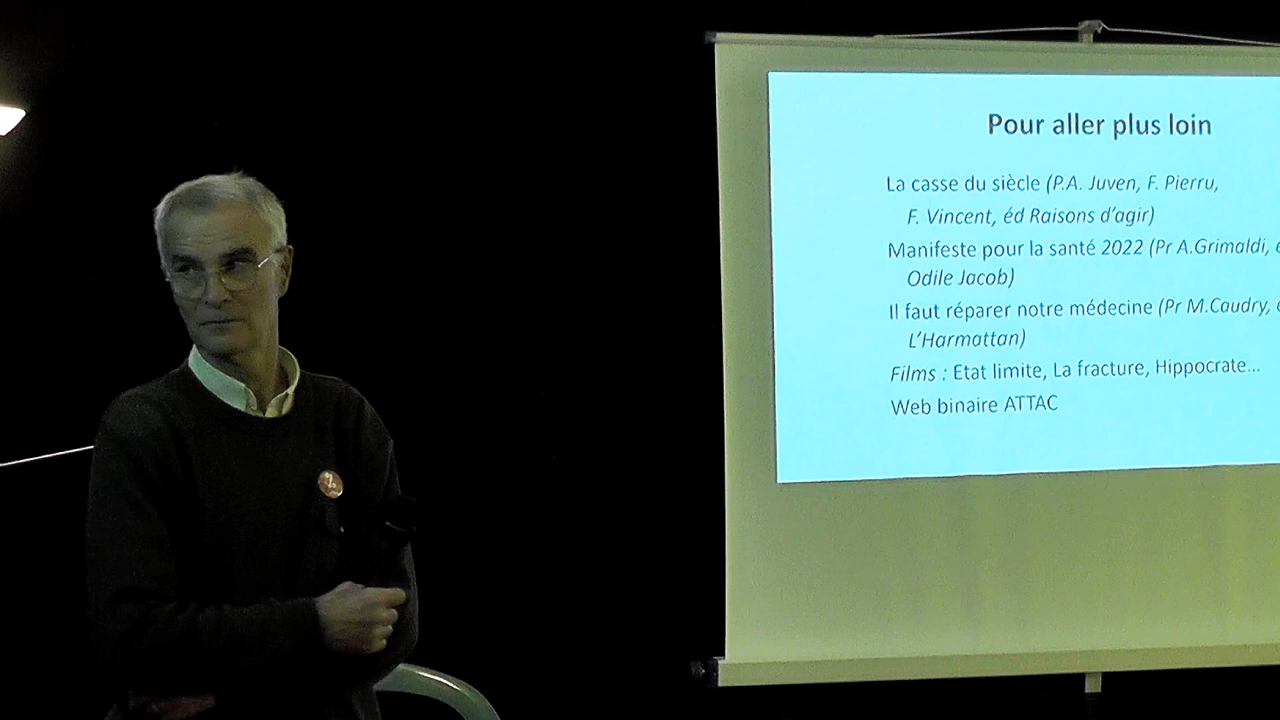 Pour aller plus loin
La casse du siècle (P.A. Juven, F. Pierru,
F. Vincent, éd Raisons d'agir)
Manifeste pour la santé 2022 (Pr A.Grimaldi,
Odile Jacob)
Il faut réparer notre médecine (Pr M.Caudry,
L'Harmattan)
Films : Etat limite, La fracture, Hippocrate...
Web binaire ATTAC